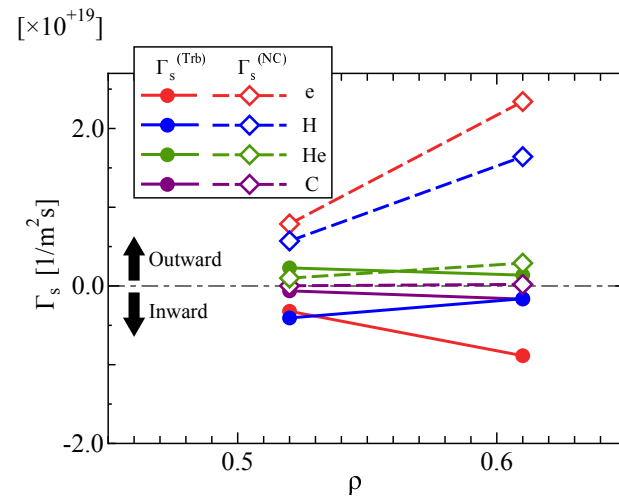 [×10⁺¹⁹]
Γₛ⁽ᵀʳᵇ⁾ Γₛ⁽ᴺᶜ⁾
e
H
He
C
2.0
0.0
-2.0
Γₛ [1/m²s]
Outward
Inward
0.5 0.6
ρ